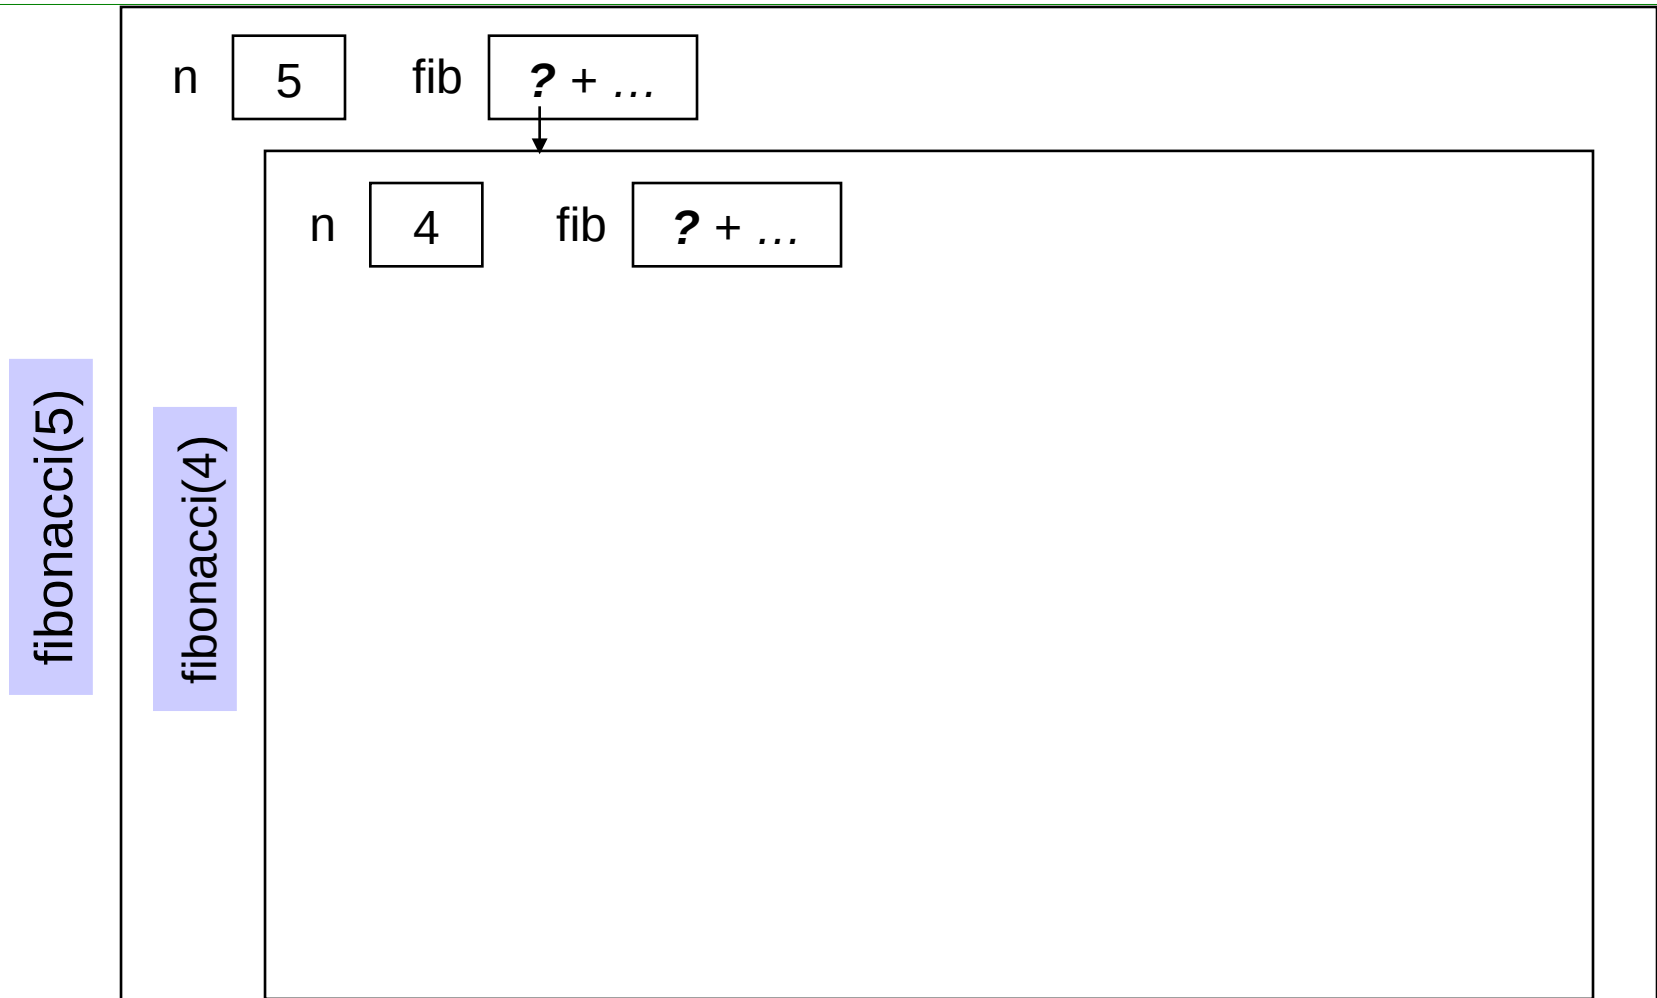 n 5 fib ? + ...
n 4 fib ? + ...
fibonacci(5)
fibonacci(4)